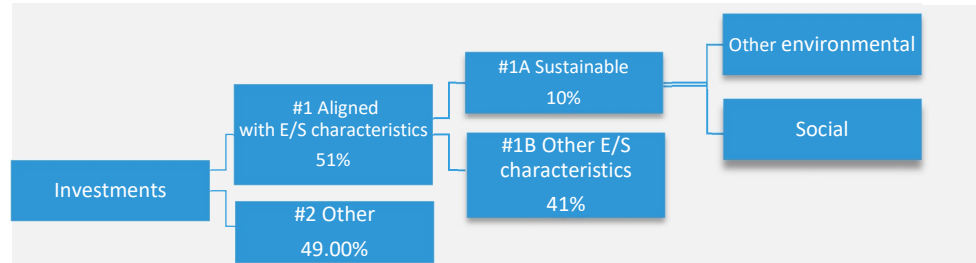 Investments
#1 Aligned
with E/S characteristics
51%
#2 Other
49.00%
#1A Sustainable
10%
#1B Other E/S
characteristics
41%
Other environmental
Social